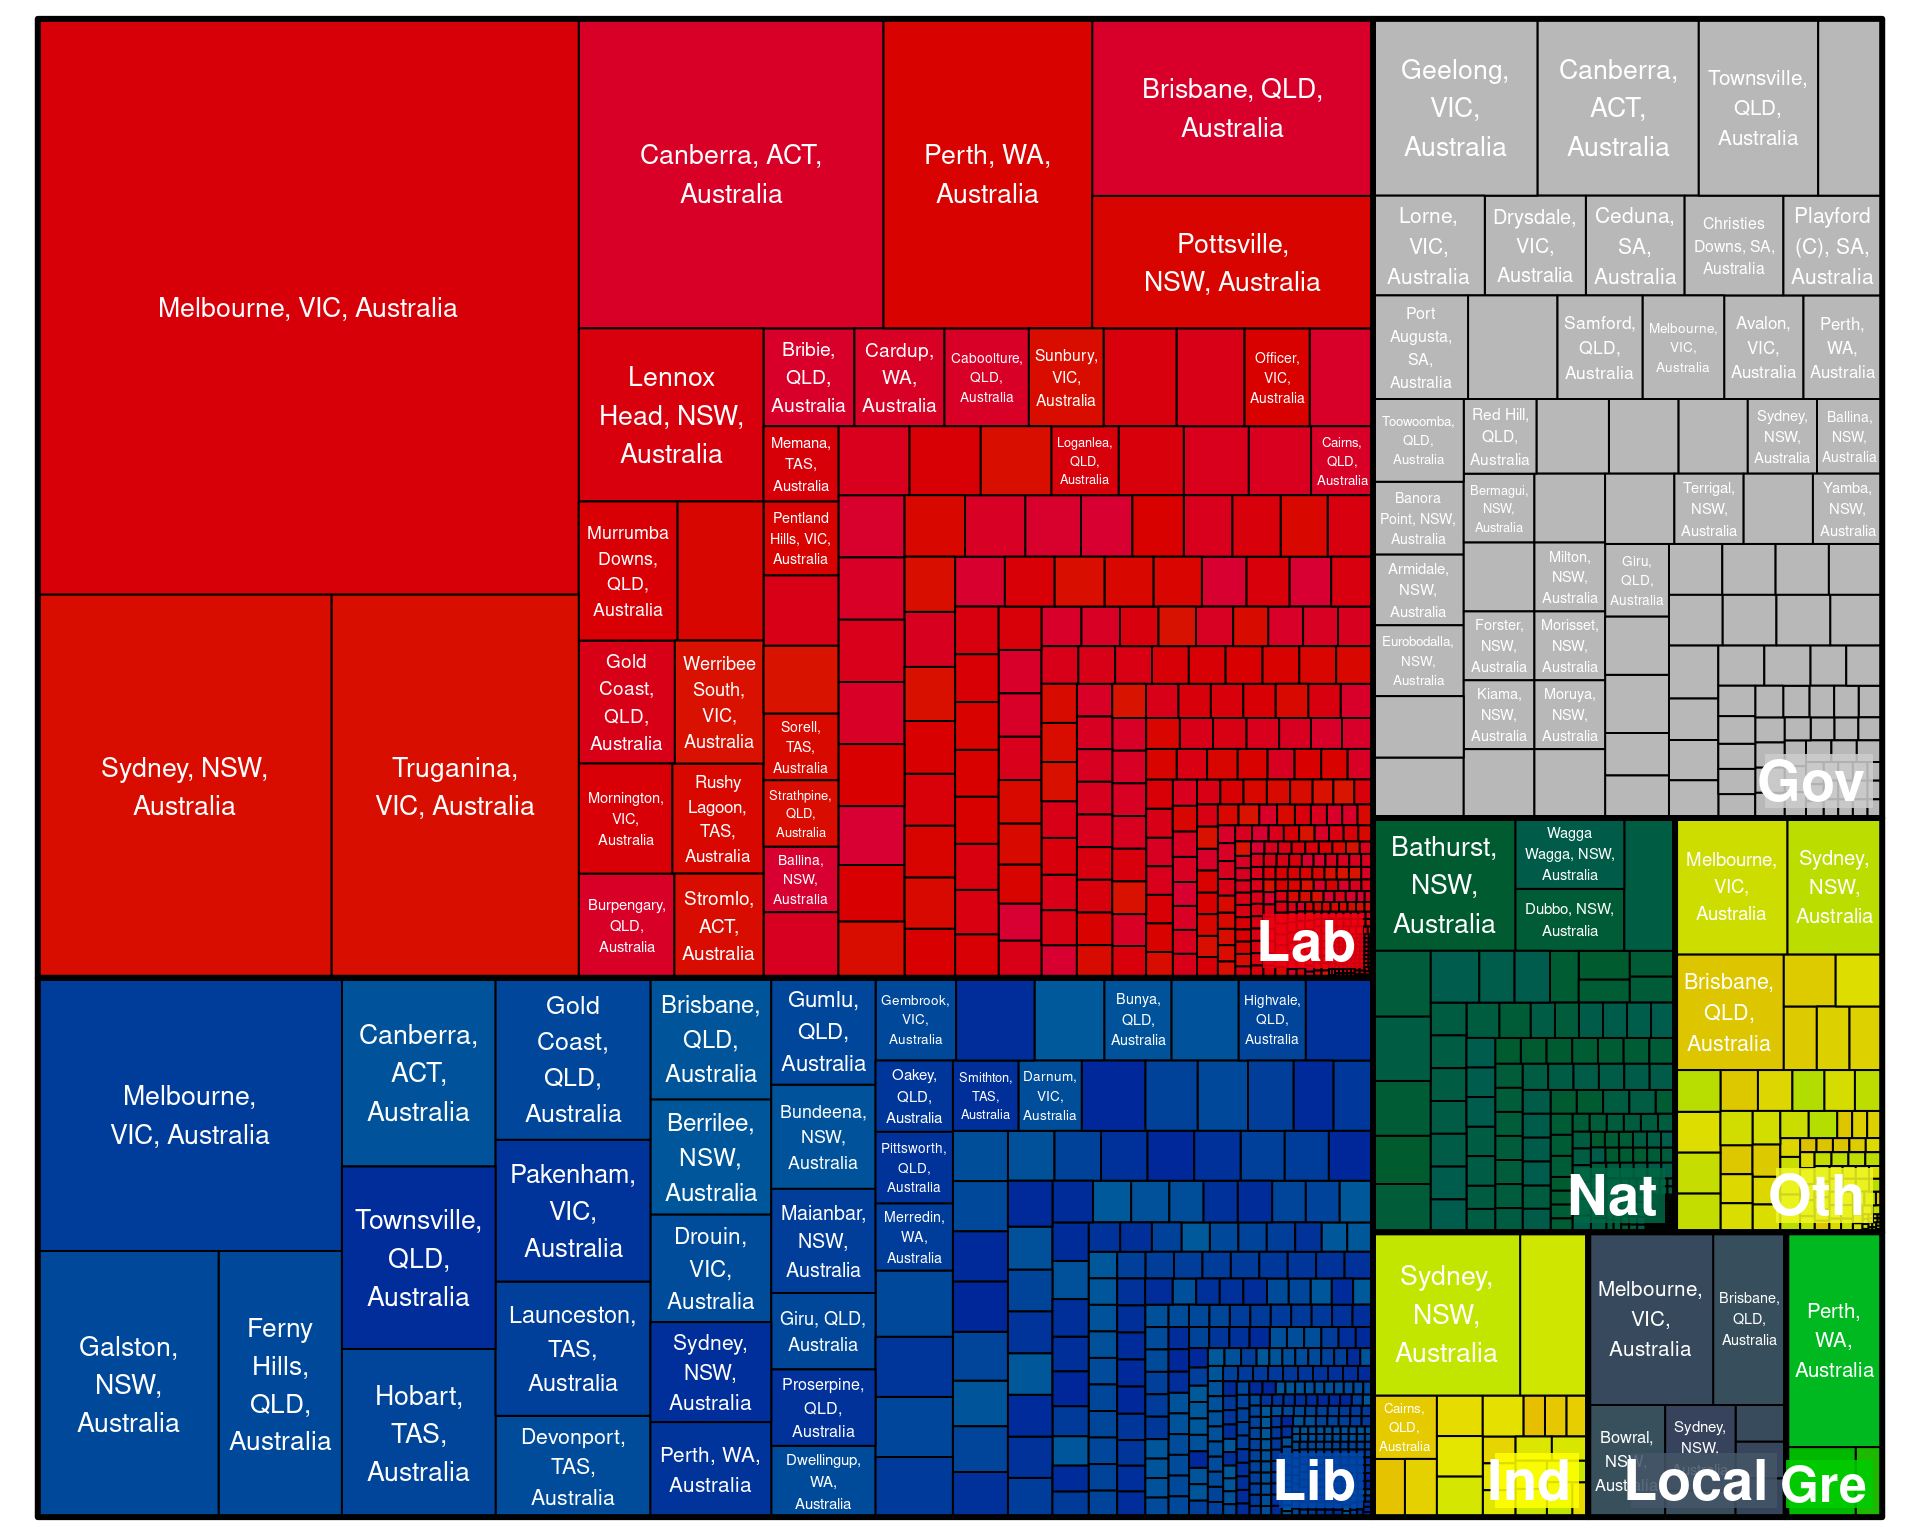 Melbourne, VIC, Australia
Sydney, NSW,
Australia
Truganina,
VIC, Australia
Canberra, ACT,
Australia
Perth, WA,
Australia
Brisbane, QLD,
Australia
Pottsville,
NSW, Australia
Lennox
Head, NSW,
Australia
Murrumba
Downs,
QLD,
Australia
Gold
Coast,
QLD,
Australia
Werribee
South,
VIC,
Australia
Mornington,
VIC,
Australia
Rushy
Lagoon,
TAS,
Australia
Burpengary,
QLD,
Australia
Stromlo,
ACT,
Australia
Bribie,
QLD,
Australia
Cardup,
WA,
Australia
Caboolture,
QLD,
Australia
Sunbury,
VIC,
Australia
Officer,
VIC,
Australia
Memana,
TAS,
Australia
Loganlea,
QLD,
Australia
Cairns,
QLD,
Australia
Pentland
Hills, VIC,
Australia
Sorell,
TAS,
Australia
Strathpine,
QLD,
Australia
Ballina,
NSW,
Australia
Lab
Geelong,
VIC,
Australia
Canberra,
ACT,
Australia
Townsville,
QLD,
Australia
Lorne,
VIC,
Australia
Drysdale,
VIC,
Australia
Ceduna,
SA,
Australia
Christies
Downs, SA,
Australia
Playford
(C), SA,
Australia
Port
Augusta,
SA,
Australia
Samford,
QLD,
Australia
Melbourne,
VIC,
Australia
Avalon,
VIC,
Australia
Perth,
WA,
Australia
Toowoomba,
QLD,
Australia
Red Hill,
QLD,
Australia
Sydney,
NSW,
Australia
Ballina,
NSW,
Australia
Banora
Point, NSW,
Australia
Bermagui,
NSW,
Australia
Terrigal,
NSW,
Australia
Yamba,
NSW,
Australia
Armidale,
NSW,
Australia
Milton,
NSW,
Australia
Giru,
QLD,
Australia
Eurobodalla,
NSW,
Australia
Forster,
NSW,
Australia
Morisset,
NSW,
Australia
Kiama,
NSW,
Australia
Moruya,
NSW,
Australia
Gov
Bathurst,
NSW,
Australia
Wagga
Wagga, NSW,
Australia
Dubbo, NSW,
Australia
Nat
Melbourne,
VIC,
Australia
Sydney,
NSW,
Australia
Brisbane,
QLD,
Australia
Oth
Melbourne,
VIC, Australia
Galston,
NSW,
Australia
Ferny
Hills,
QLD,
Australia
Canberra,
ACT,
Australia
Townsville,
QLD,
Australia
Hobart,
TAS,
Australia
Gold
Coast,
QLD,
Australia
Pakenham,
VIC,
Australia
Launceston,
TAS,
Australia
Devonport,
TAS,
Australia
Brisbane,
QLD,
Australia
Berrilee,
NSW,
Australia
Drouin,
VIC,
Australia
Sydney,
NSW,
Australia
Perth, WA,
Australia
Gumlu,
QLD,
Australia
Bundeena,
NSW,
Australia
Maianbar,
NSW,
Australia
Giru, QLD,
Australia
Proserpine,
QLD,
Australia
Dwellingup,
WA,
Australia
Gembrook,
VIC,
Australia
Bunya,
QLD,
Australia
Highvale,
QLD,
Australia
Oakey,
QLD,
Australia
Smithton,
TAS,
Australia
Darnum,
VIC,
Australia
Pittsworth,
QLD,
Australia
Merredin,
WA,
Australia
Lib
Sydney,
NSW,
Australia
Cairns,
QLD,
Australia
Ind
Melbourne,
VIC,
Australia
Brisbane,
QLD,
Australia
Bowral,
NSW,
Australia
Sydney,
NSW,
Australia
Local
Perth,
WA,
Australia
Gre